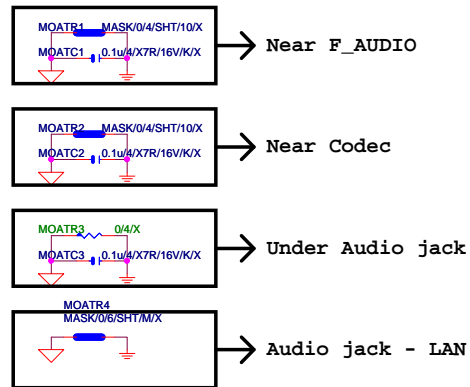 MOATR1 MASK/0/4/SHT/10/X
MOATC1 0.1u/4/X7R/16V/K/X
Near F_AUDIO
MOATR2 MASK/0/4/SHT/10/X
MOATC2 0.1u/4/X7R/16V/K/X
Near Codec
MOATR3 0/4/X
MOATC3 0.1u/4/X7R/16V/K/X
Under Audio jack
MOATR4
MASK/0/6/SHT/M/X
Audio jack - LAN